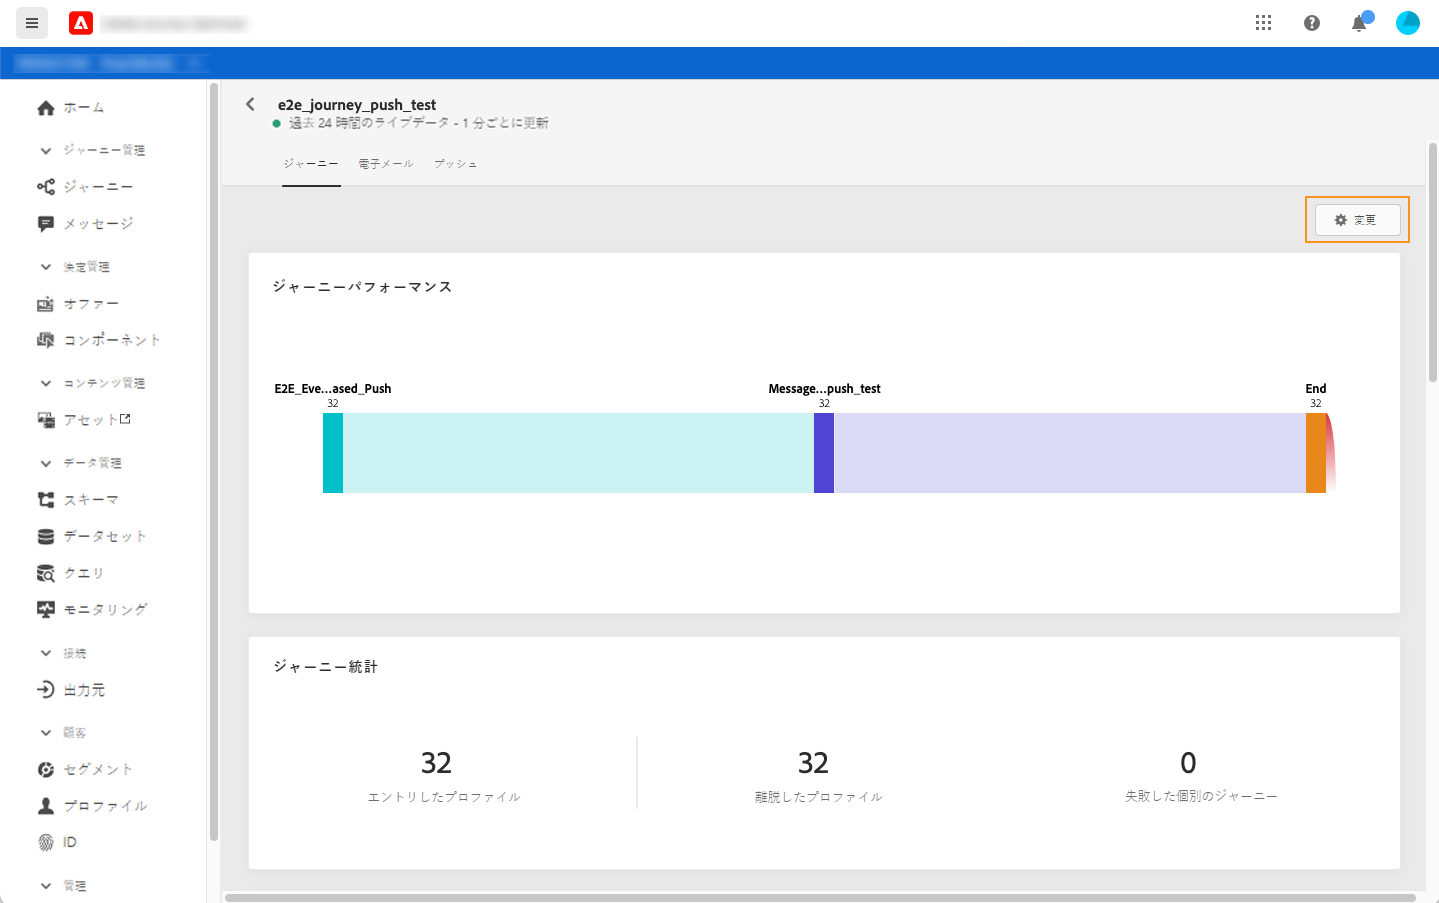 e2e_journey_push_test
過去 24 時間のライブデータ - 1 分ごとに更新
ジャーニー 電子メール プッシュ
変更
ホーム
ジャーニー管理
ジャーニー
メッセージ
決定管理
オファー
コンポーネント
コンテンツ管理
アセット
データ管理
スキーマ
データセット
クエリ
モニタリング
接続
出力元
顧客
セグメント
プロファイル
ID
管理
ジャーニーパフォーマンス
E2E_Eve...ased_Push
32
Message...push_test
32
End
32
ジャーニー統計
32
エントリしたプロファイル
32
離脱したプロファイル
0
失敗した個別のジャーニー